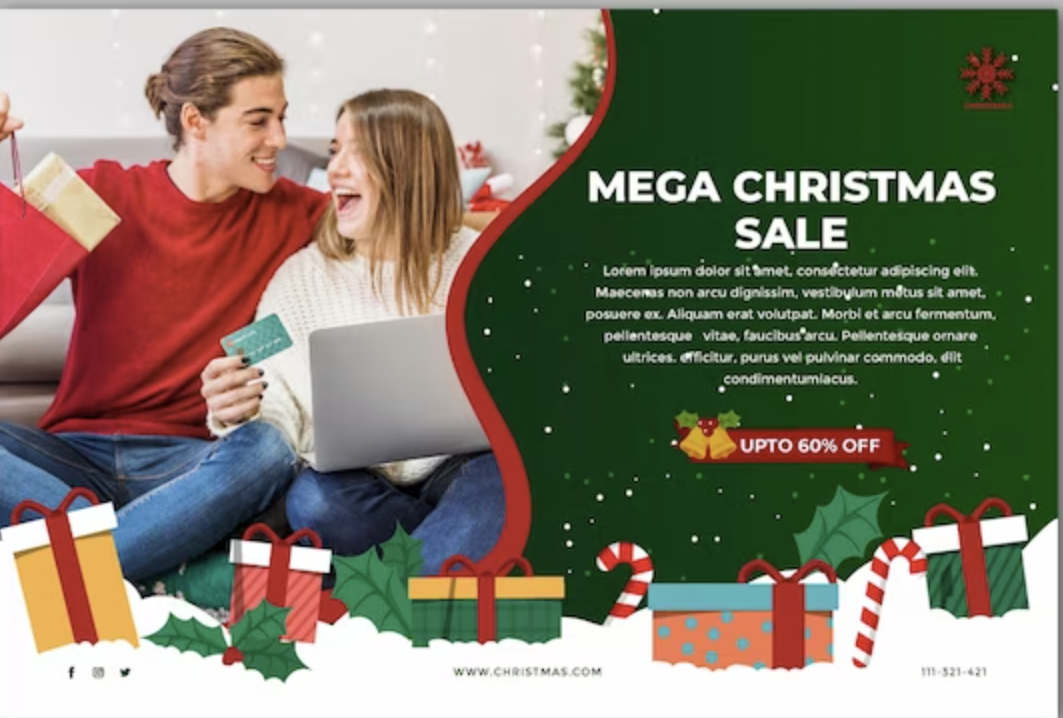 MEGA CHRISTMAS
SALE
Lorem ipsum dolor sit amet, consectetur adipiscing elit.
Maecenas non arcu dignissim, vestibulum metus sit amet,
posuere ex. Aliquam erat volutpat. Morbi et arcu fermentum,
pellentesque vitae, faucibus arcu. Pellentesque ornare
ultrices. efficitur, purus vel pulvinar commodo, elit
condimentumlacus.
UPTO 60% OFF
WWW.CHRISTMAS.COM
111-321-421